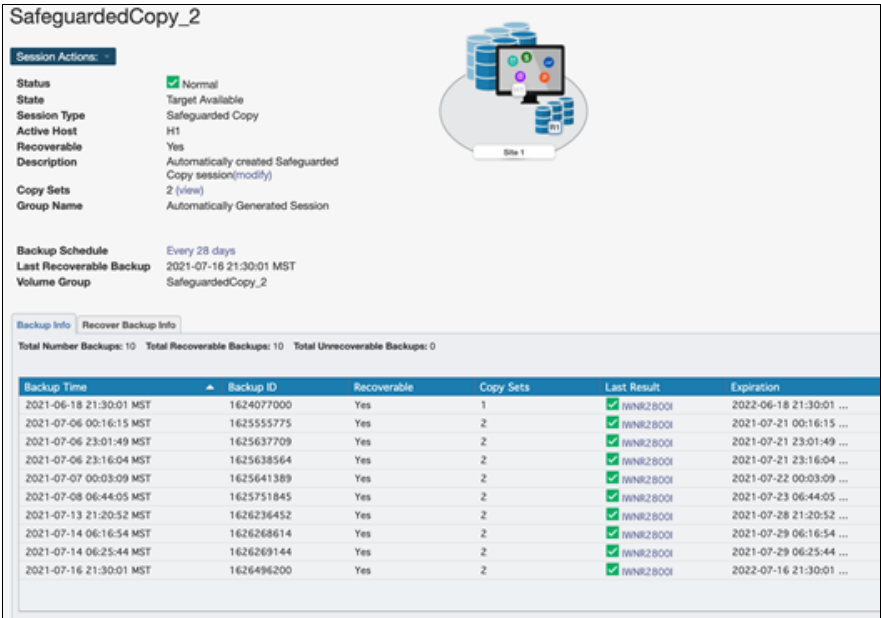 SafeguardedCopy_2
Session Actions:
Status Normal
State Target Available
Session Type Safeguarded Copy
Active Host H1
Recoverable Yes
Description Automatically created Safeguarded
Copy session(modify)
Copy Sets 2 (view)
Group Name Automatically Generated Session
H1
Site 1
Backup Schedule Every 28 days
Last Recoverable Backup 2021-07-16 21:30:01 MST
Volume Group SafeguardedCopy_2
Backup Info Recover Backup Info
Total Number Backups: 10 Total Recoverable Backups: 10 Total Unrecoverable Backups: 0
Backup Time Backup ID Recoverable Copy Sets Last Result Expiration
2021-06-18 21:30:01 MST 1624077000 Yes 1 IWNR2800I 2022-06-18 21:30:01 ...
2021-07-06 00:16:15 MST 1625555775 Yes 2 IWNR2800I 2021-07-21 00:16:15 ...
2021-07-06 23:01:49 MST 1625637709 Yes 2 IWNR2800I 2021-07-21 23:01:49 ...
2021-07-06 23:16:04 MST 1625638564 Yes 2 IWNR2800I 2021-07-21 23:16:04 ...
2021-07-07 00:03:09 MST 1625641389 Yes 2 IWNR2800I 2021-07-22 00:03:09 ...
2021-07-08 06:44:05 MST 1625751845 Yes 2 IWNR2800I 2021-07-23 06:44:05 ...
2021-07-13 21:20:52 MST 1626236452 Yes 2 IWNR2800I 2021-07-28 21:20:52 ...
2021-07-14 06:16:54 MST 1626268614 Yes 2 IWNR2800I 2021-07-29 06:16:54 ...
2021-07-14 06:25:44 MST 1626269144 Yes 2 IWNR2800I 2021-07-29 06:25:44 ...
2021-07-16 21:30:01 MST 1626496200 Yes 2 IWNR2800I 2022-07-16 21:30:01 ...